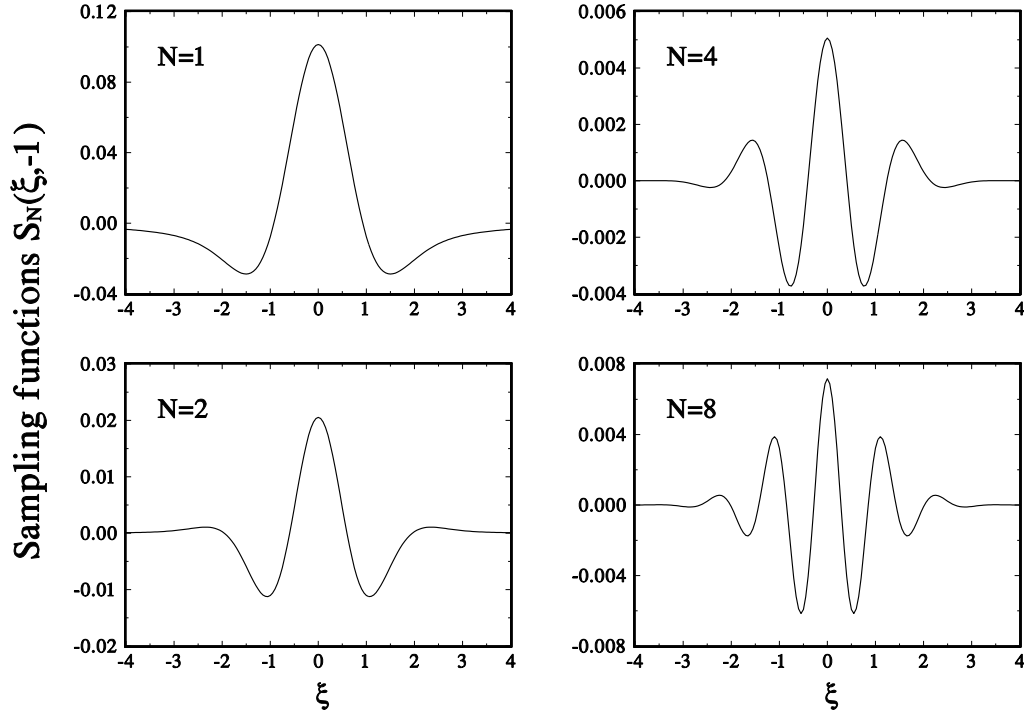 Sampling functions S_N(ξ,-1)
N=1
0.12
0.08
0.04
0.00
-0.04
-4 -3 -2 -1 0 1 2 3 4
ξ
N=4
0.006
0.004
0.002
0.000
-0.002
-0.004
-4 -3 -2 -1 0 1 2 3 4
ξ
N=2
0.03
0.02
0.01
0.00
-0.01
-0.02
-4 -3 -2 -1 0 1 2 3 4
ξ
N=8
0.008
0.004
0.000
-0.004
-0.008
-4 -3 -2 -1 0 1 2 3 4
ξ